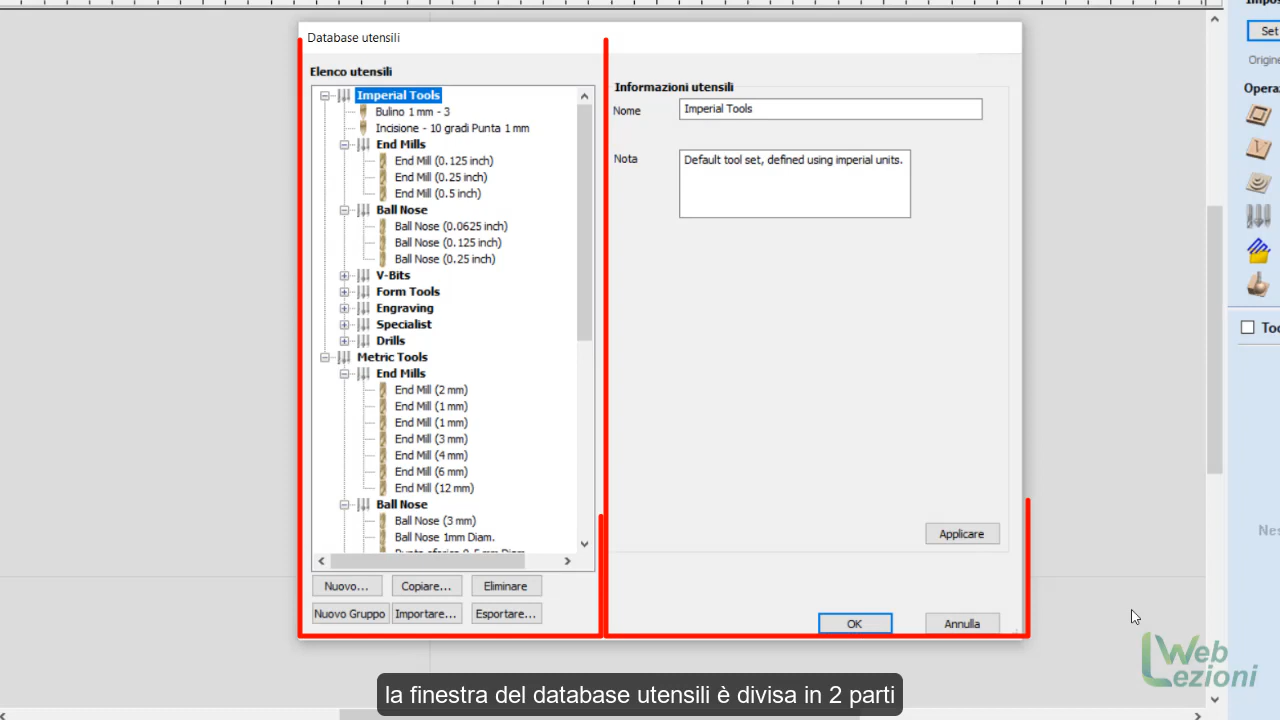 Database utensili
Elenco utensili
Imperial Tools
Bulino 1 mm - 3
Incisione - 10 gradi Punta 1 mm
End Mills
End Mill (0.125 inch)
End Mill (0.25 inch)
End Mill (0.5 inch)
Ball Nose
Ball Nose (0.0625 inch)
Ball Nose (0.125 inch)
Ball Nose (0.25 inch)
V-Bits
Form Tools
Engraving
Specialist
Drills
Metric Tools
End Mills
End Mill (2 mm)
End Mill (1 mm)
End Mill (1 mm)
End Mill (3 mm)
End Mill (4 mm)
End Mill (6 mm)
End Mill (12 mm)
Ball Nose
Ball Nose (3 mm)
Ball Nose 1mm Diam.
Nuovo... Copiare... Eliminare
Nuovo Gruppo Importare... Esportare...
Informazioni utensili
Nome Imperial Tools
Nota Default tool set, defined using imperial units.
Applicare
OK Annulla
Set
Origine
Opera
Too
Nes
Web
Lezioni
la finestra del database utensili è divisa in 2 parti